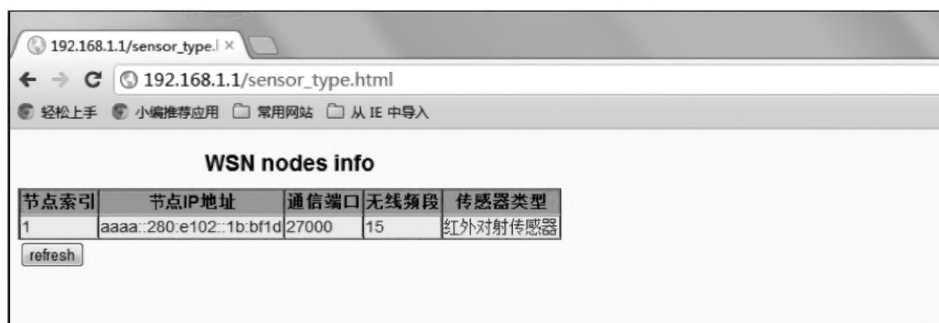 192.168.1.1/sensor_type.l ×
192.168.1.1/sensor_type.html
轻松上手 小编推荐应用 常用网站 从 IE 中导入
WSN nodes info
节点索引 节点IP地址 通信端口 无线频段 传感器类型
1 aaaa::280:e102::1b:bf1d 27000 15 红外对射传感器
refresh